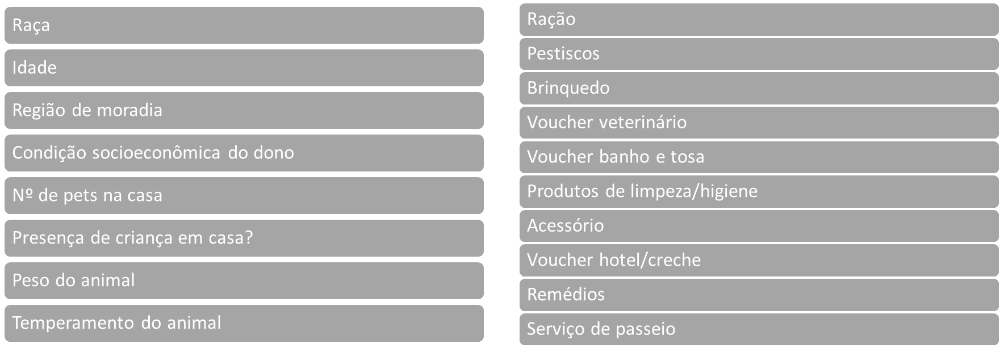 Raça
Idade
Região de moradia
Condição socioeconômica do dono
Nº de pets na casa
Presença de criança em casa?
Peso do animal
Temperamento do animal
Ração
Pestiscos
Brinquedo
Voucher veterinário
Voucher banho e tosa
Produtos de limpeza/higiene
Acessório
Voucher hotel/creche
Remédios
Serviço de passeio